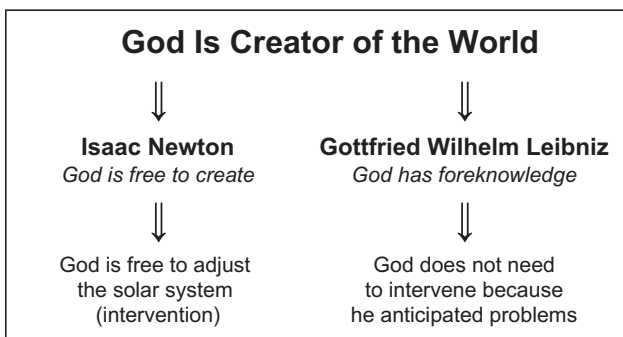 God Is Creator of the World
Isaac Newton
God is free to create
God is free to adjust
the solar system
(intervention)
Gottfried Wilhelm Leibniz
God has foreknowledge
God does not need
to intervene because
he anticipated problems